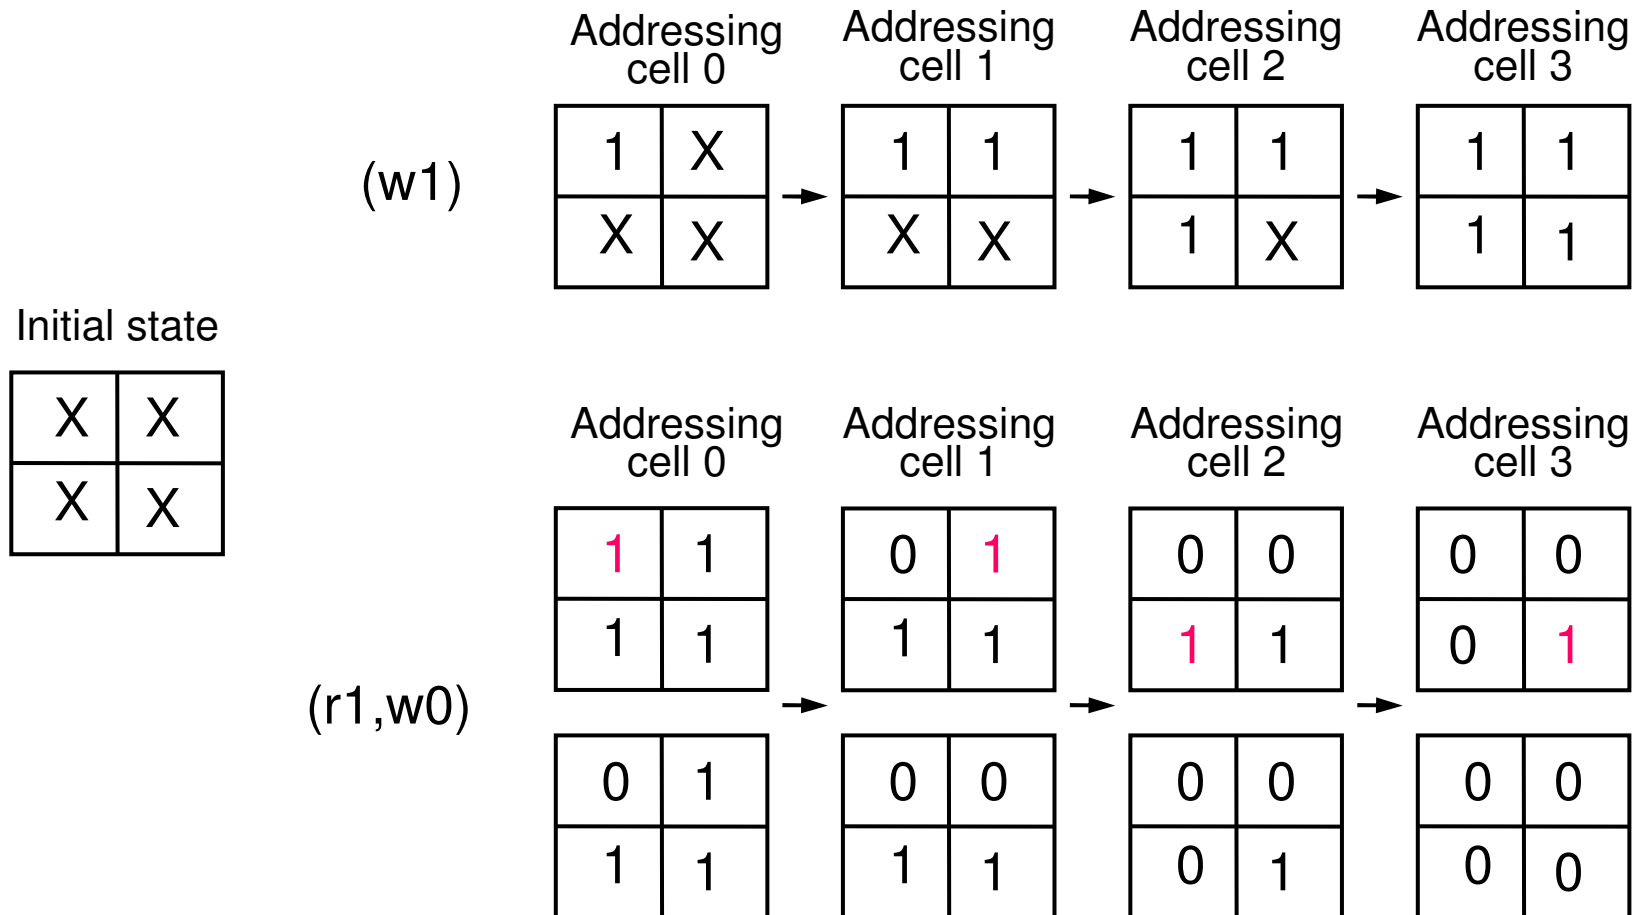 Addressing cell 0 Addressing cell 1 Addressing cell 2 Addressing cell 3
(w1)
1 X 1 1 1 1 1 1
X X X X 1 X 1 1
Initial state
X X
X X
Addressing cell 0 Addressing cell 1 Addressing cell 2 Addressing cell 3
(r1,w0)
1 1 0 1 0 0 0 0
1 1 1 1 1 1 0 1
0 1 0 0 0 0 0 0
1 1 1 1 0 1 0 0